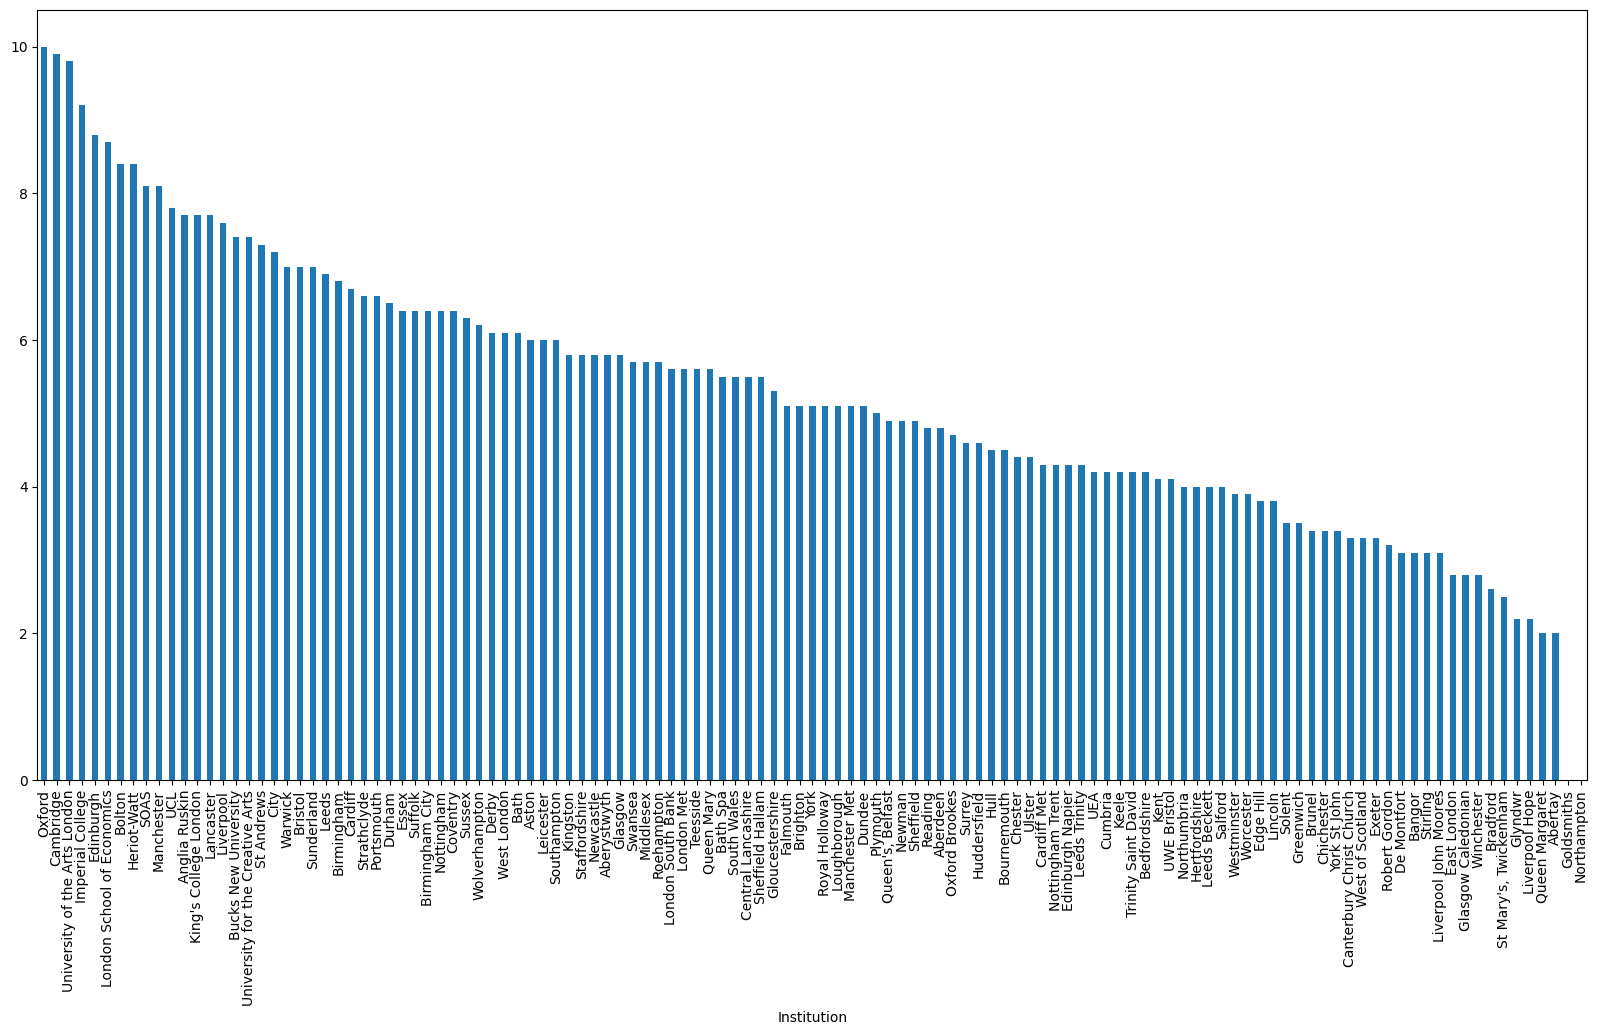 10
8
6
4
2
0
Oxford
Cambridge
University of the Arts London
Imperial College
Edinburgh
London School of Economics
Bolton
Heriot-Watt
SOAS
Manchester
UCL
Anglia Ruskin
King's College London
Lancaster
Liverpool
Bucks New University
University for the Creative Arts
St Andrews
City
Warwick
Bristol
Sunderland
Leeds
Birmingham
Cardiff
Strathclyde
Portsmouth
Durham
Essex
Suffolk
Birmingham City
Nottingham
Coventry
Sussex
Wolverhampton
Derby
West London
Bath
Aston
Leicester
Southampton
Kingston
Staffordshire
Newcastle
Aberystwyth
Glasgow
Swansea
Middlesex
Roehampton
London South Bank
London Met
Teesside
Queen Mary
Bath Spa
South Wales
Central Lancashire
Sheffield Hallam
Gloucestershire
Falmouth
Brighton
York
Royal Holloway
Loughborough
Manchester Met
Dundee
Plymouth
Queen's, Belfast
Newman
Sheffield
Reading
Aberdeen
Oxford Brookes
Surrey
Huddersfield
Hull
Bournemouth
Chester
Ulster
Cardiff Met
Nottingham Trent
Edinburgh Napier
Leeds Trinity
UEA
Cumbria
Keele
Trinity Saint David
Bedfordshire
Kent
UWE Bristol
Northumbria
Hertfordshire
Leeds Beckett
Salford
Westminster
Worcester
Edge Hill
Lincoln
Solent
Greenwich
Brunel
Chichester
York St John
Canterbury Christ Church
West of Scotland
Exeter
Robert Gordon
De Montfort
Bangor
Stirling
Liverpool John Moores
East London
Glasgow Caledonian
Winchester
Bradford
St Mary's, Twickenham
Glyndwr
Liverpool Hope
Queen Margaret
Abertay
Goldsmiths
Northampton
Institution